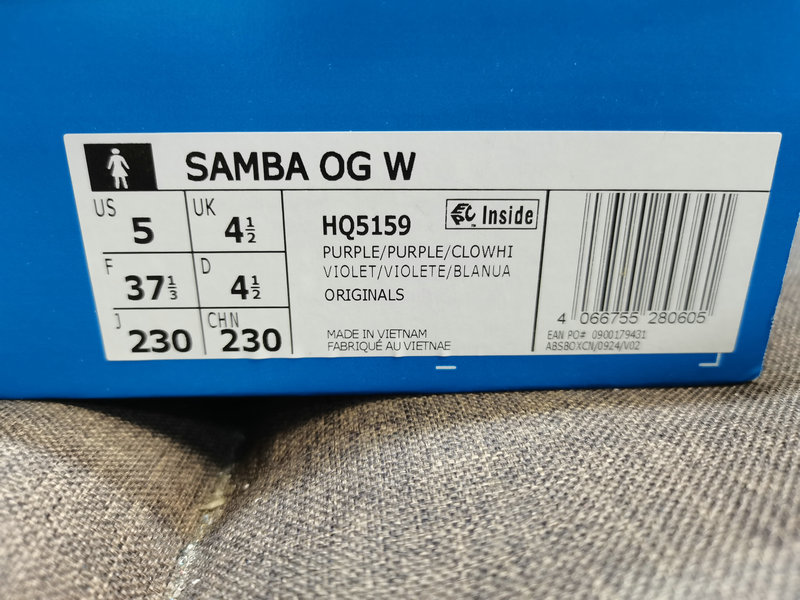 SAMBA OG W
US 5
UK 4½
F 37⅓
D 4½
J 230
CHN 230
HQ5159
EPC Inside
PURPLE/PURPLE/CLOWHI
VIOLET/VIOLETE/BLANUA
ORIGINALS
MADE IN VIETNAM
FABRIQUÉ AU VIETNAE
4 066755 280605
EAN PO# 0900179431
ABSBOXCN/0924/V02